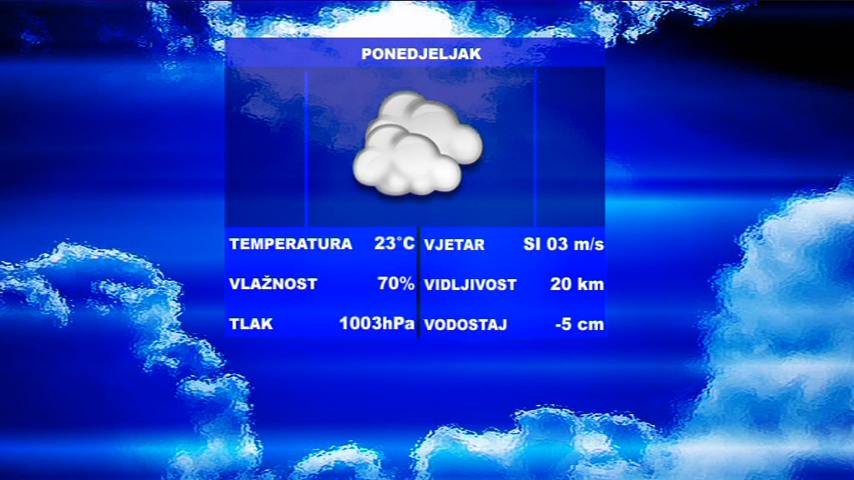 PONEDJELJAK
TEMPERATURA 23°C VJETAR SI 03 m/s
VLAŽNOST 70% VIDLJIVOST 20 km
TLAK 1003hPa VODOSTAJ -5 cm